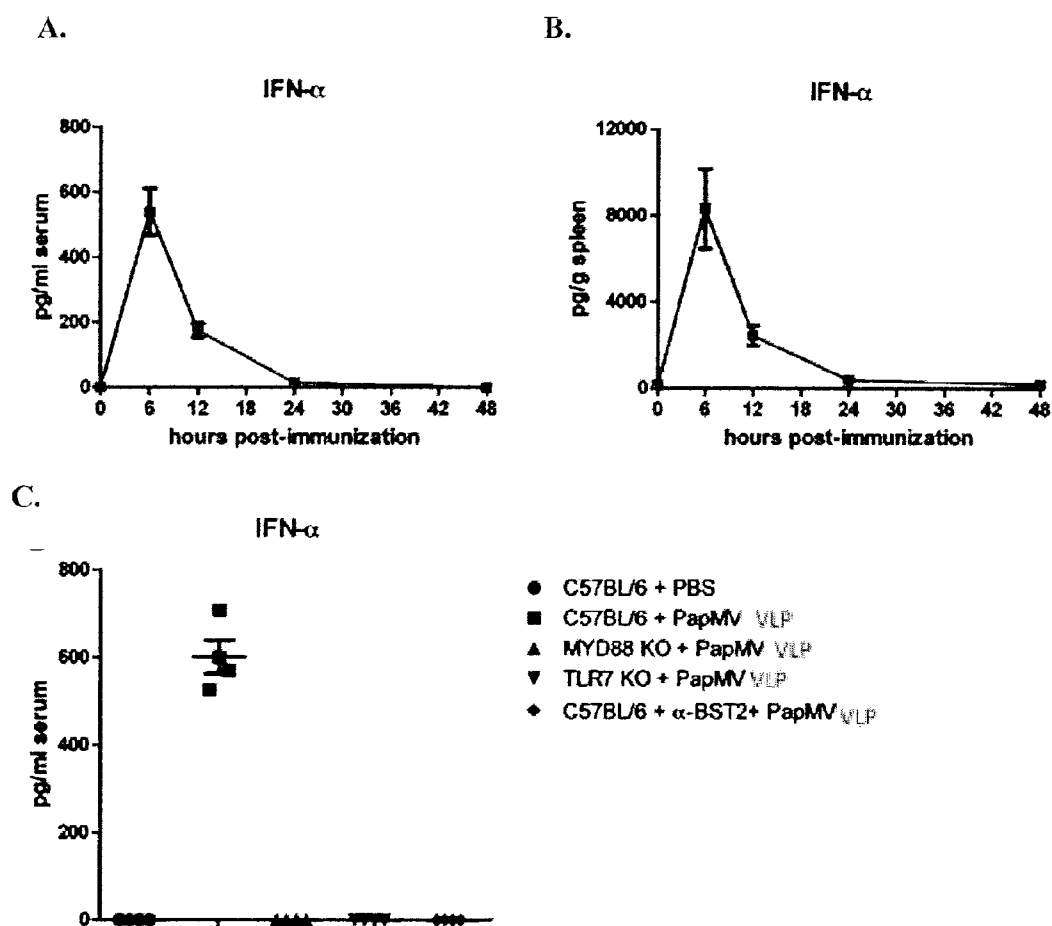 A.
B.
IFN-α
IFN-α
800
600
400
200
0
pg/ml serum
0 6 12 18 24 30 36 42 48
hours post-immunization
12000
8000
4000
0
pg/g spleen
0 6 12 18 24 30 36 42 48
hours post-immunization
C.
IFN-α
800
600
400
200
0
pg/ml serum
C57BL/6 + PBS
C57BL/6 + PapMV VLP
MYD88 KO + PapMV VLP
TLR7 KO + PapMV VLP
C57BL/6 + α-BST2+ PapMV VLP